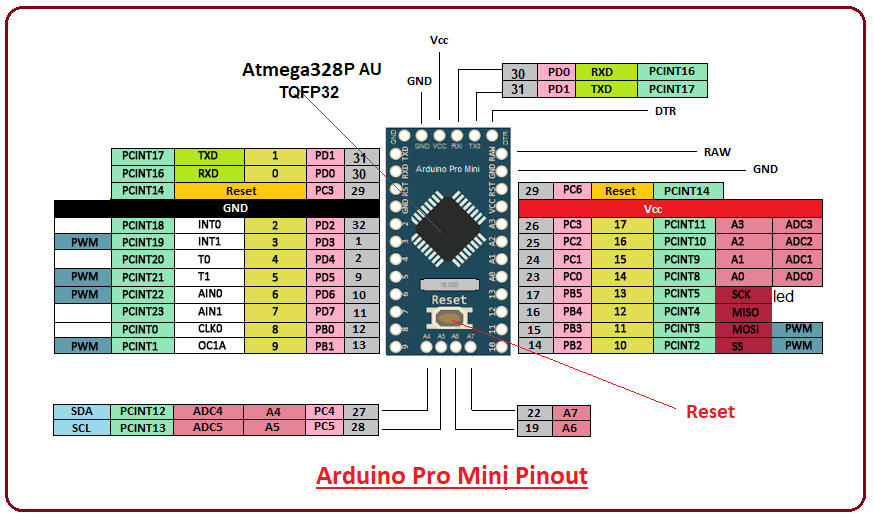 Vcc
Atmega328P AU
TQFP32
GND
30 PD0 RXD PCINT16
31 PD1 TXD PCINT17
DTR
GND GND VCC RXI TX0 DTR
PCINT17 TXD 1 PD1 31
PCINT16 RXD 0 PD0 30
PCINT14 Reset PC3 29
GND
PCINT18 INT0 2 PD2 32
PWM PCINT19 INT1 3 PD3 1
PCINT20 T0 4 PD4 2
PWM PCINT21 T1 5 PD5 9
PWM PCINT22 AIN0 6 PD6 10
PCINT23 AIN1 7 PD7 11
PCINT0 CLK0 8 PB0 12
PWM PCINT1 OC1A 9 PB1 13
Arduino Pro Mini
TXD RXD RST GND 2 3 4 5 6 7 8 9
RAW GND RST VCC A3 A2 A1 A0 13 12 11 10
16.000
Reset
A4 A5 A6 A7
RAW
GND
29 PC6 Reset PCINT14
Vcc
26 PC3 17 PCINT11 A3 ADC3
25 PC2 16 PCINT10 A2 ADC2
24 PC1 15 PCINT9 A1 ADC1
23 PC0 14 PCINT8 A0 ADC0
17 PB5 13 PCINT5 SCK led
16 PB4 12 PCINT4 MISO
15 PB3 11 PCINT3 MOSI PWM
14 PB2 10 PCINT2 SS PWM
Reset
SDA PCINT12 ADC4 A4 PC4 27
SCL PCINT13 ADC5 A5 PC5 28
22 A7
19 A6
Arduino Pro Mini Pinout